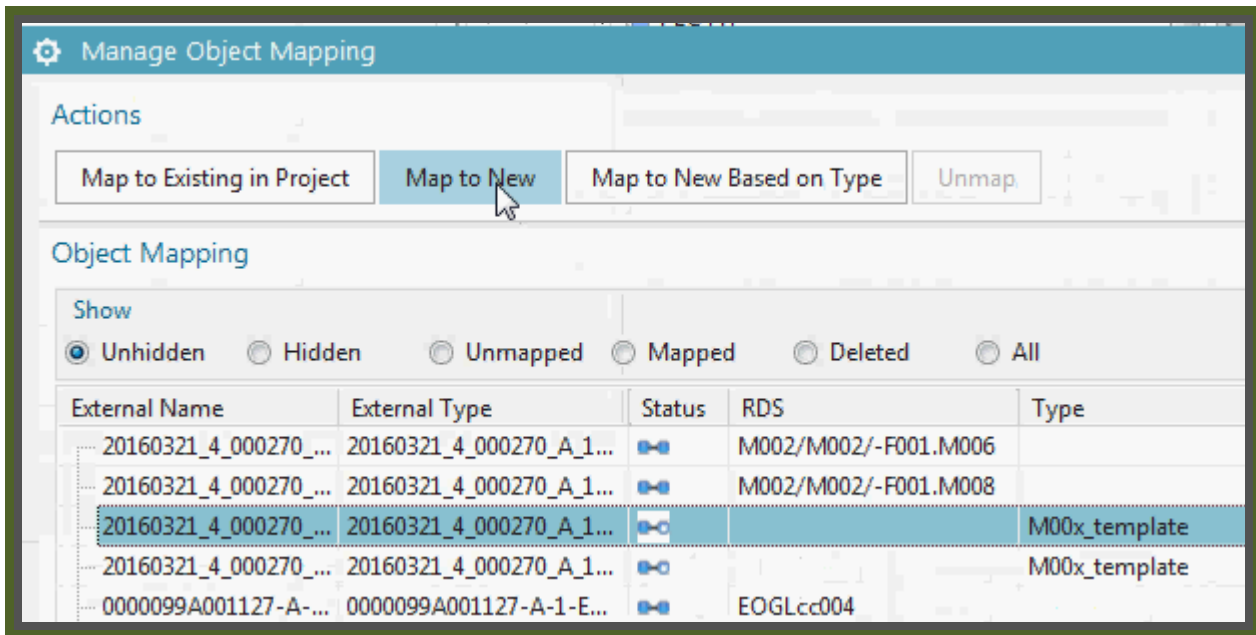 Manage Object Mapping
Actions
Map to Existing in Project Map to New Map to New Based on Type Unmap
Object Mapping
Show
Unhidden Hidden Unmapped Mapped Deleted All
External Name External Type Status RDS Type
20160321_4_000270_... 20160321_4_000270_A_1... M002/M002/-F001.M006
20160321_4_000270_... 20160321_4_000270_A_1... M002/M002/-F001.M008
20160321_4_000270_... 20160321_4_000270_A_1... M00x_template
20160321_4_000270_... 20160321_4_000270_A_1... M00x_template
0000099A001127-A-... 0000099A001127-A-1-E... EOGLcc004